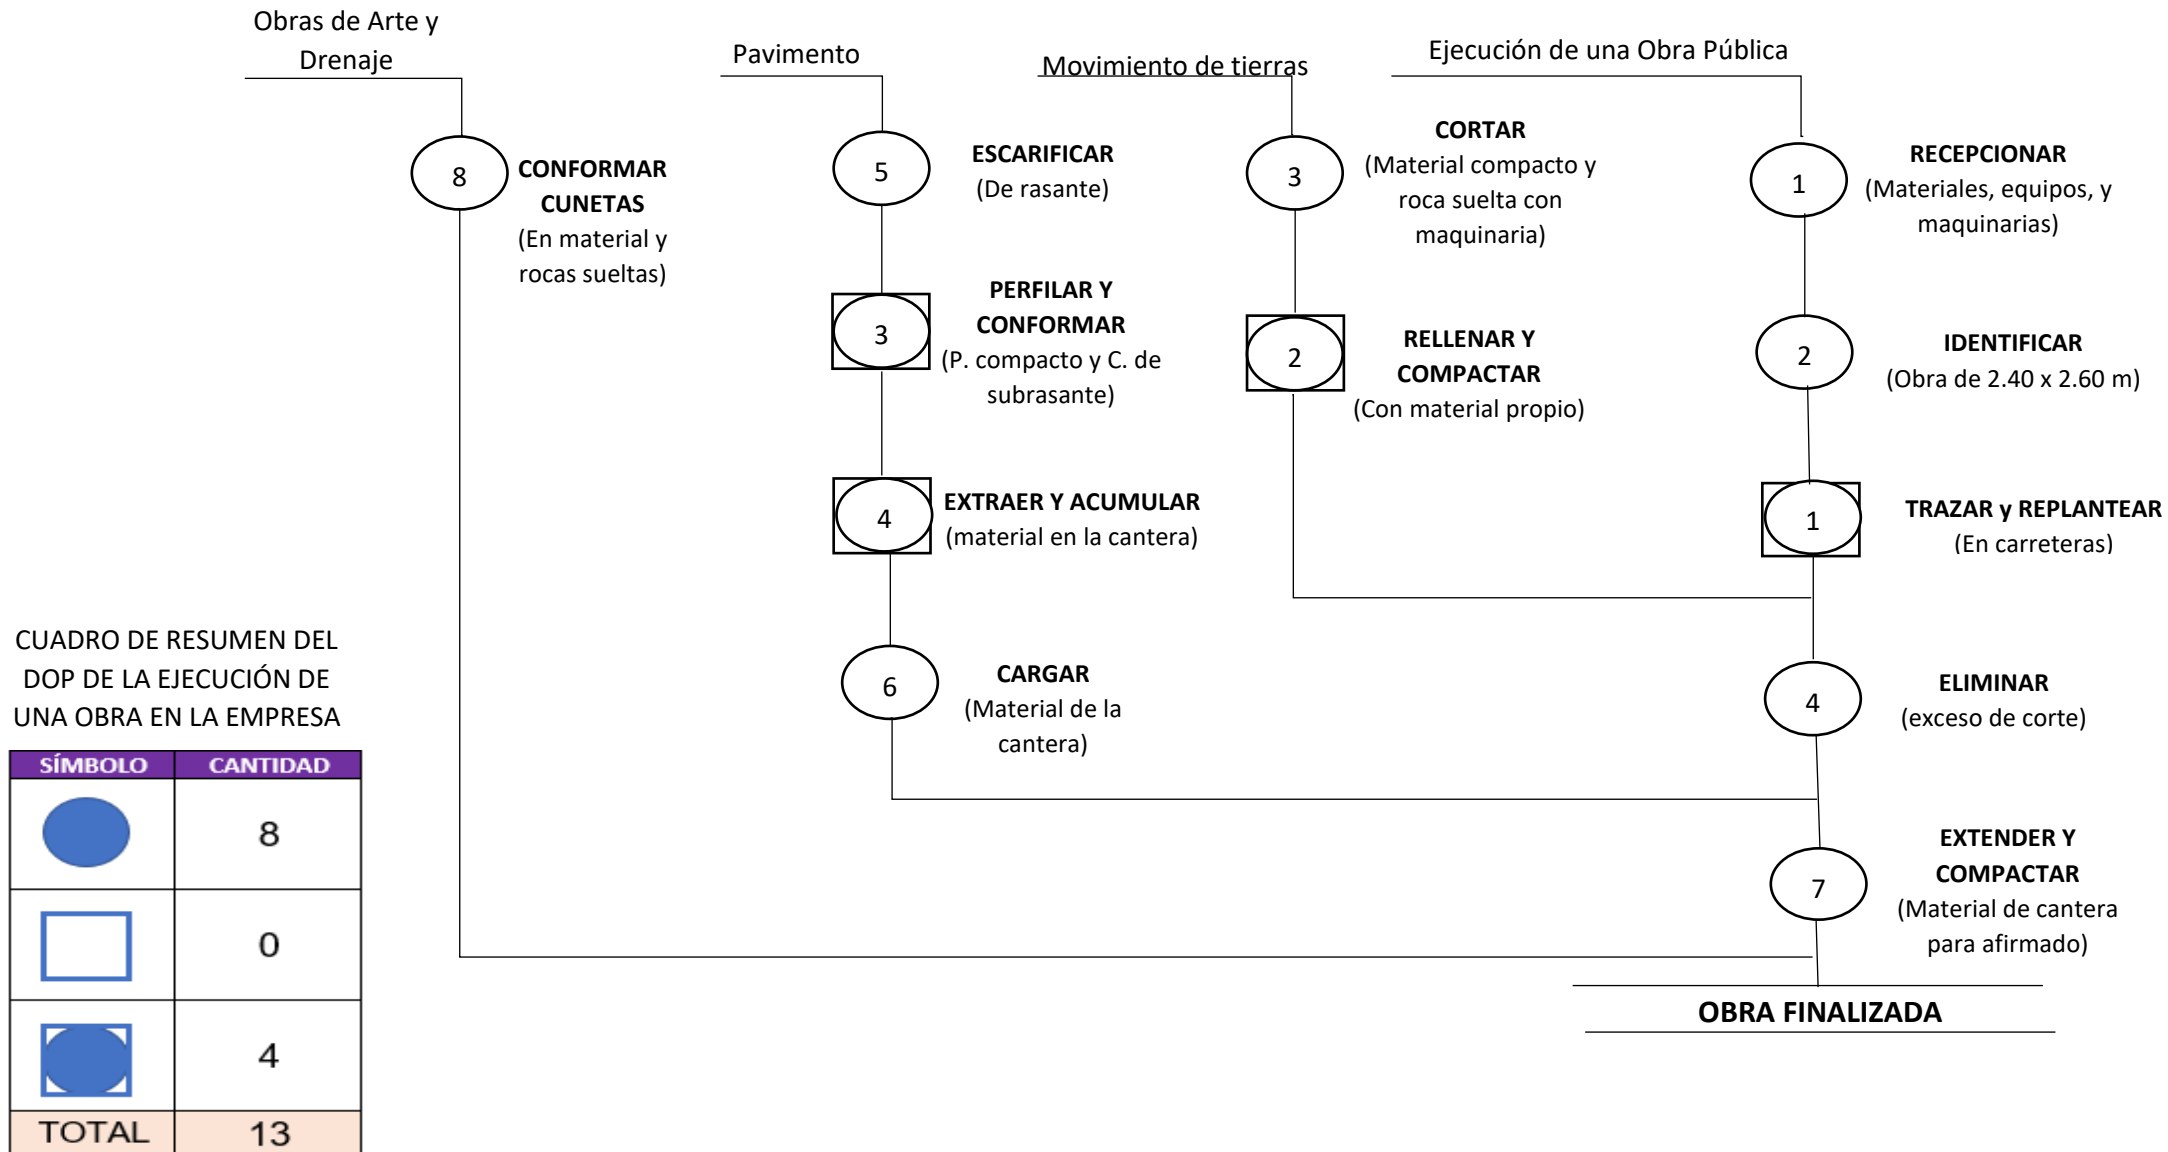 Obras de Arte y
Drenaje
8
CONFORMAR
CUNETAS
(En material y
rocas sueltas)
Pavimento
5
ESCARIFICAR
(De rasante)
3
PERFILAR Y
CONFORMAR
(P. compacto y C. de
subrasante)
4
EXTRAER Y ACUMULAR
(material en la cantera)
6
CARGAR
(Material de la
cantera)
Movimiento de tierras
3
CORTAR
(Material compacto y
roca suelta con
maquinaria)
2
RELLENAR Y
COMPACTAR
(Con material propio)
Ejecución de una Obra Pública
1
RECEPCIONAR
(Materiales, equipos, y
maquinarias)
2
IDENTIFICAR
(Obra de 2.40 x 2.60 m)
1
TRAZAR y REPLANTEAR
(En carreteras)
4
ELIMINAR
(exceso de corte)
7
EXTENDER Y
COMPACTAR
(Material de cantera
para afirmado)
OBRA FINALIZADA
CUADRO DE RESUMEN DEL
DOP DE LA EJECUCIÓN DE
UNA OBRA EN LA EMPRESA
SÍMBOLO CANTIDAD
8
0
4
TOTAL 13